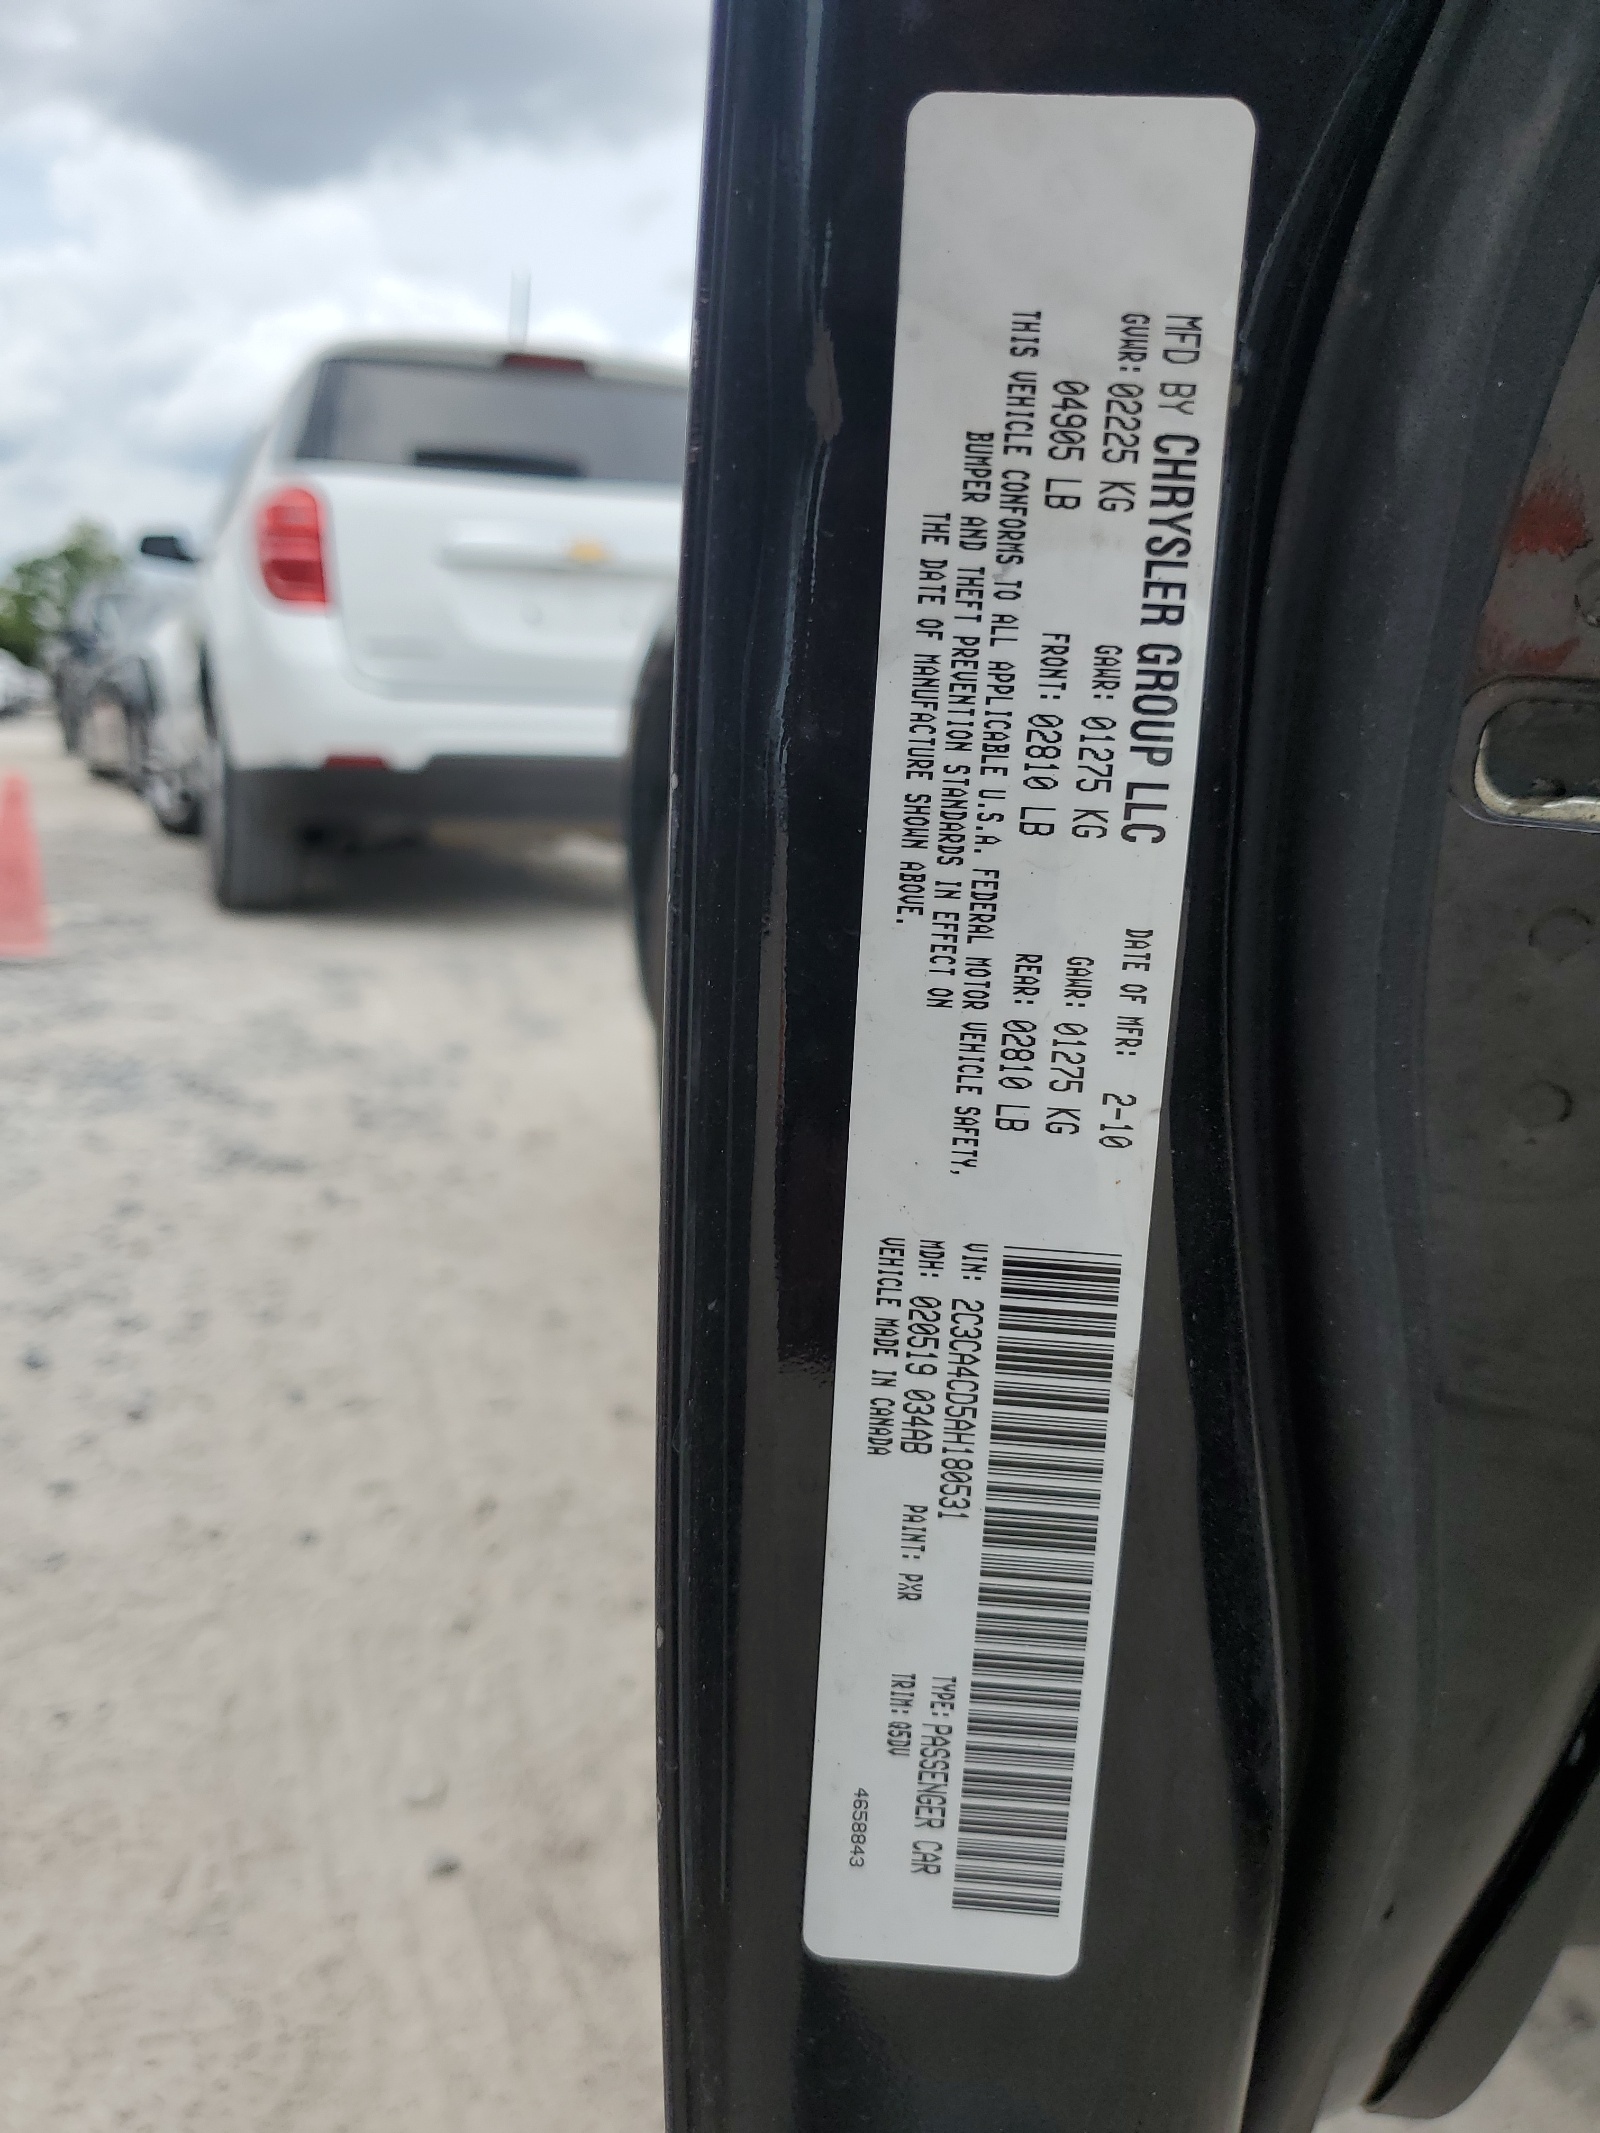 MFD BY CHRYSLER GROUP LLC DATE OF MFR: 2-10
GVWR: 02225 KG GAWR: 01275 KG GAWR: 01275 KG
04905 LB FRONT: 02810 LB REAR: 02810 LB
THIS VEHICLE CONFORMS TO ALL APPLICABLE U.S.A. FEDERAL MOTOR VEHICLE SAFETY,
BUMPER AND THEFT PREVENTION STANDARDS IN EFFECT ON
THE DATE OF MANUFACTURE SHOWN ABOVE.
VIN: 2C3CA4CD5AH180531 TYPE: PASSENGER CAR
MDH: 020519 034AB PAINT: PXR TRIM: Q5DV
VEHICLE MADE IN CANADA
4658843